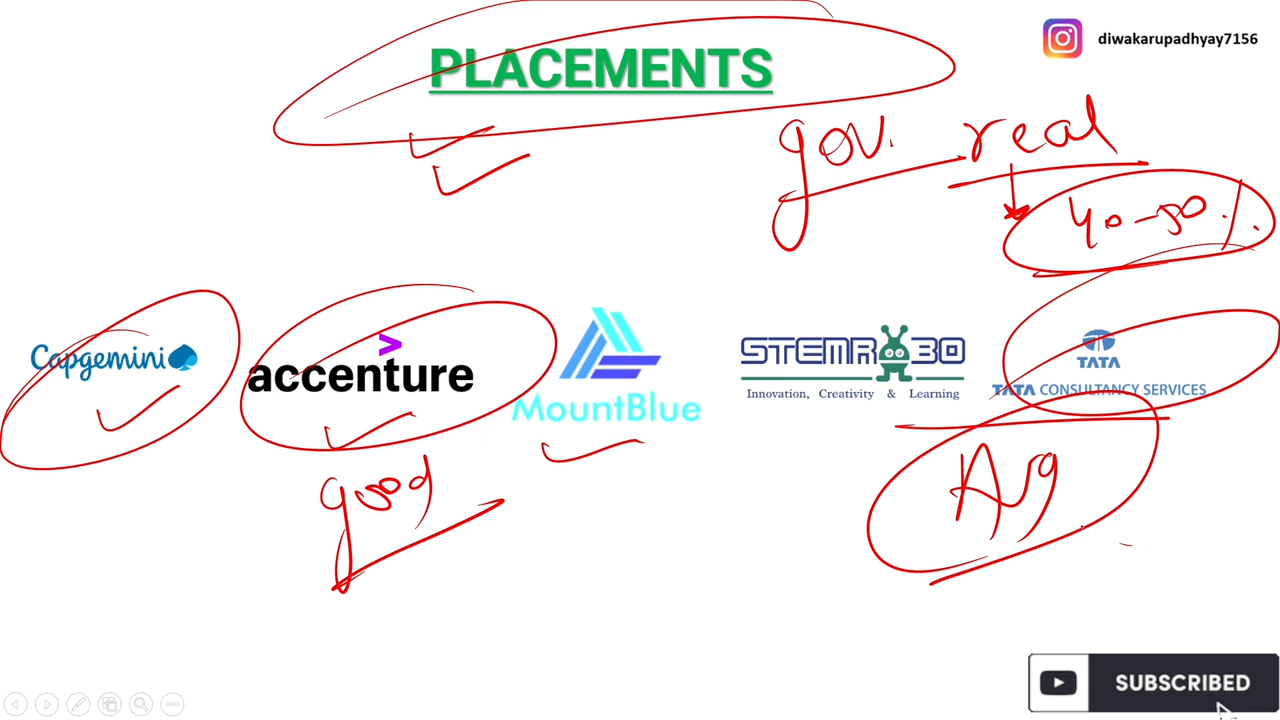 PLACEMENTS
diwakarupadhyay7156
gov. real
40-50%.
Capgemini
accenture
MountBlue
STEMROBO
Innovation, Creativity & Learning
TATA
TATA CONSULTANCY SERVICES
good
Avg
SUBSCRIBED